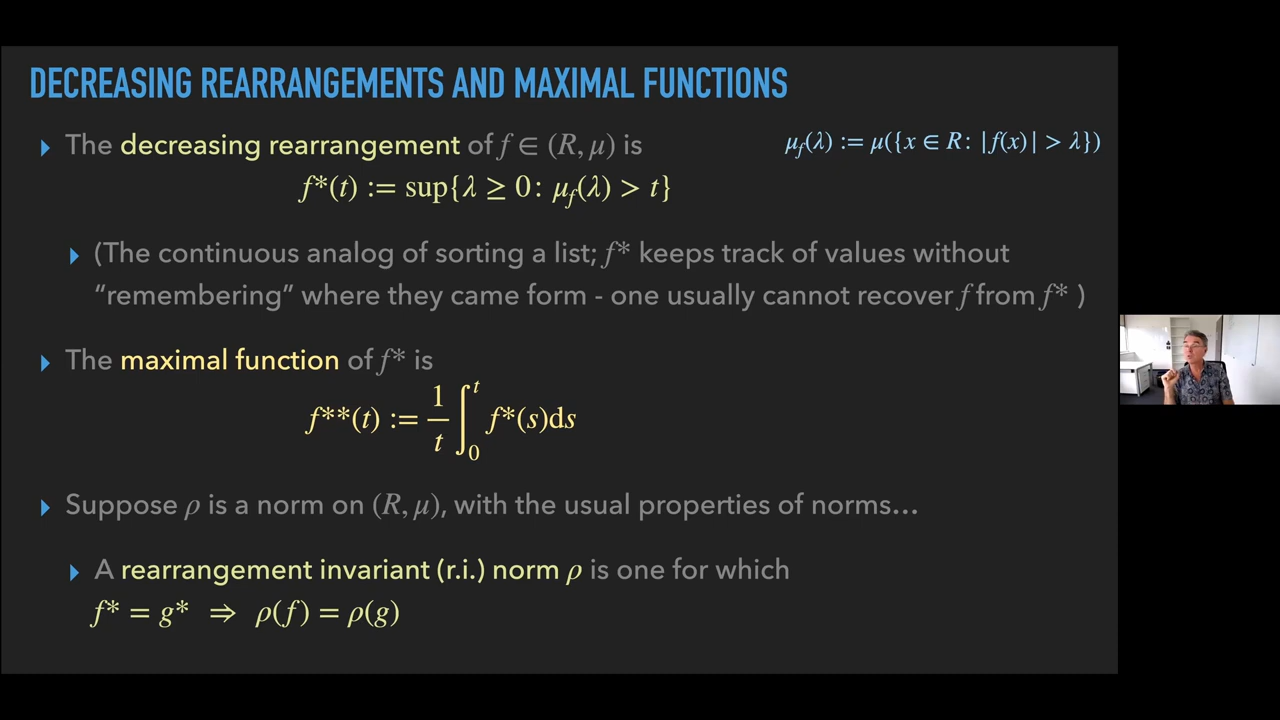 DECREASING REARRANGEMENTS AND MAXIMAL FUNCTIONS
▸ The decreasing rearrangement of f ∈ (R, μ) is
μ_f(λ) := μ({x ∈ R: |f(x)| > λ})
f*(t) := sup{λ ≥ 0: μ_f(λ) > t}
▸ (The continuous analog of sorting a list; f* keeps track of values without
“remembering” where they came form - one usually cannot recover f from f* )
▸ The maximal function of f* is
f**(t) := 1/t ∫_0^t f*(s)ds
▸ Suppose ρ is a norm on (R, μ), with the usual properties of norms…
▸ A rearrangement invariant (r.i.) norm ρ is one for which
f* = g* ⇒ ρ(f) = ρ(g)